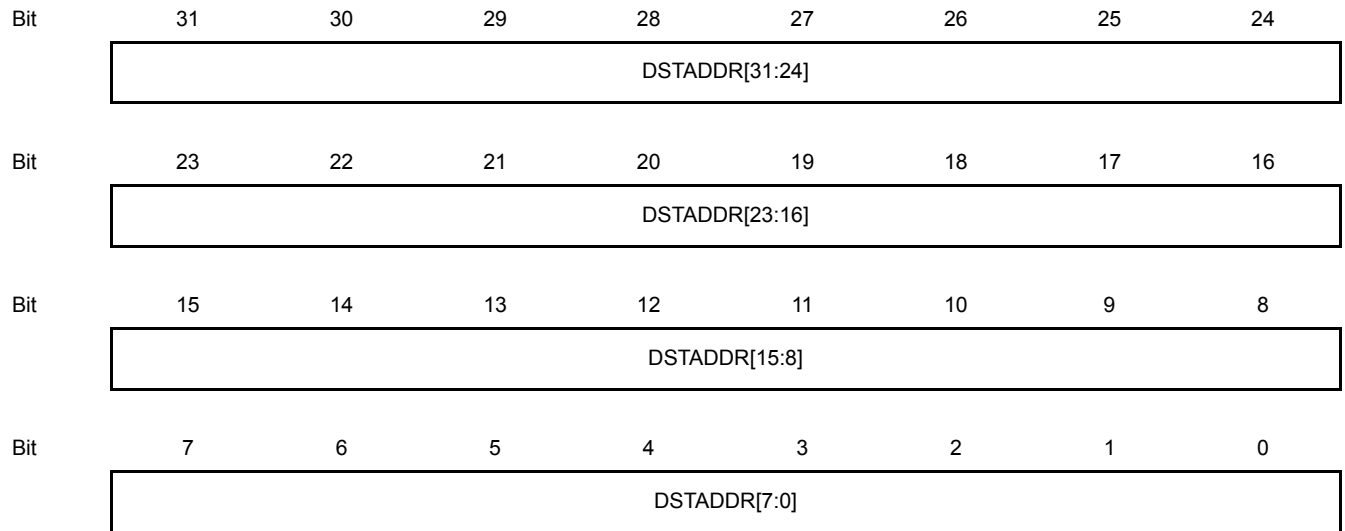 Bit 31 30 29 28 27 26 25 24
DSTADDR[31:24]
Bit 23 22 21 20 19 18 17 16
DSTADDR[23:16]
Bit 15 14 13 12 11 10 9 8
DSTADDR[15:8]
Bit 7 6 5 4 3 2 1 0
DSTADDR[7:0]